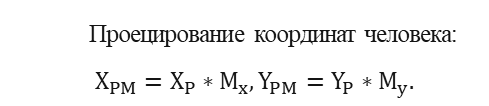 Проецирование координат человека:
X_PM = X_P * M_x, Y_PM = Y_P * M_y.